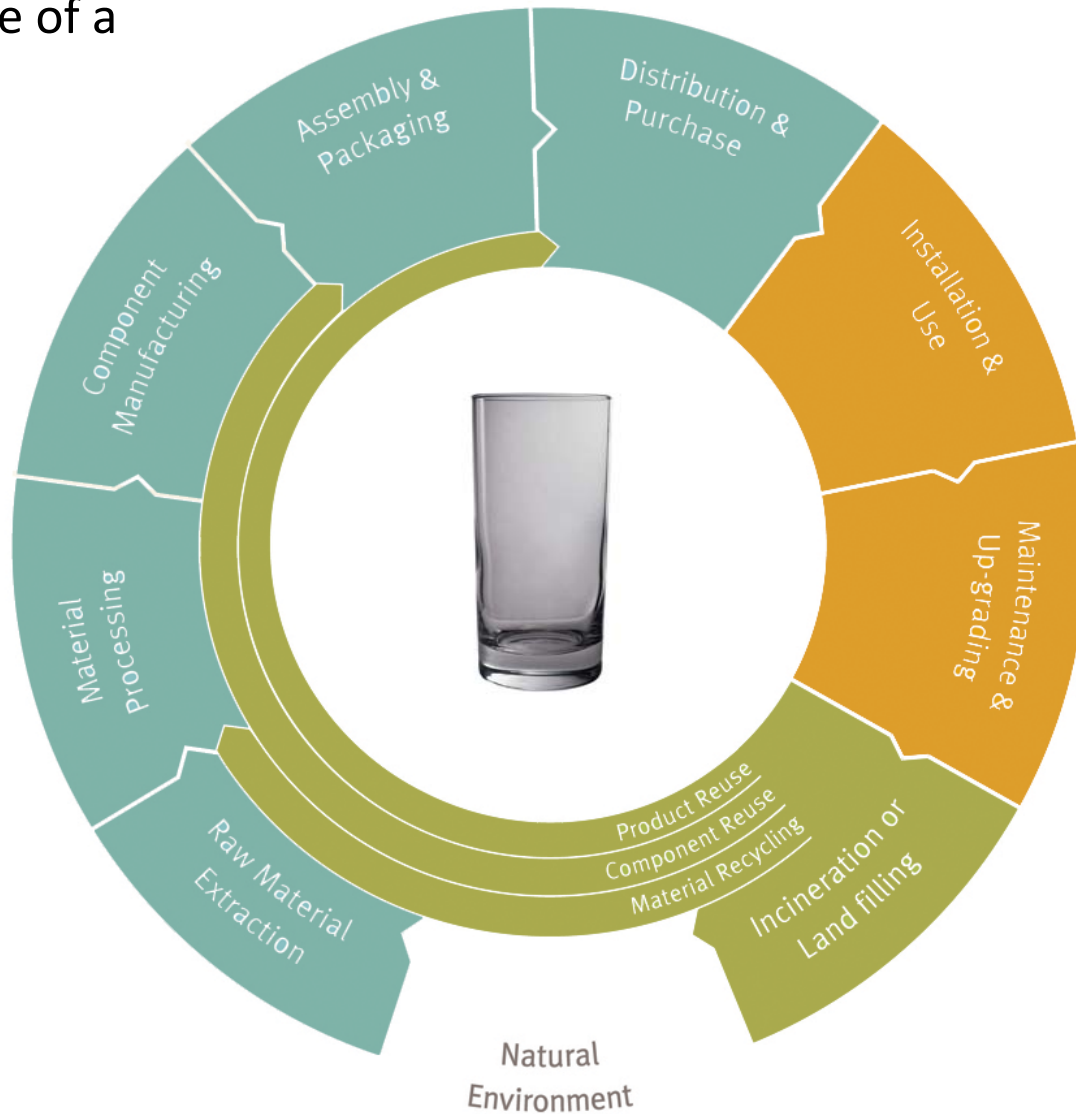 e of a
Assembly &
Packaging
Distribution &
Purchase
Installation &
Use
Maintenance &
Up-grading
Incineration or
Land filling
Product Reuse
Component Reuse
Material Recycling
Raw Material
Extraction
Material
Processing
Component
Manufacturing
Natural
Environment